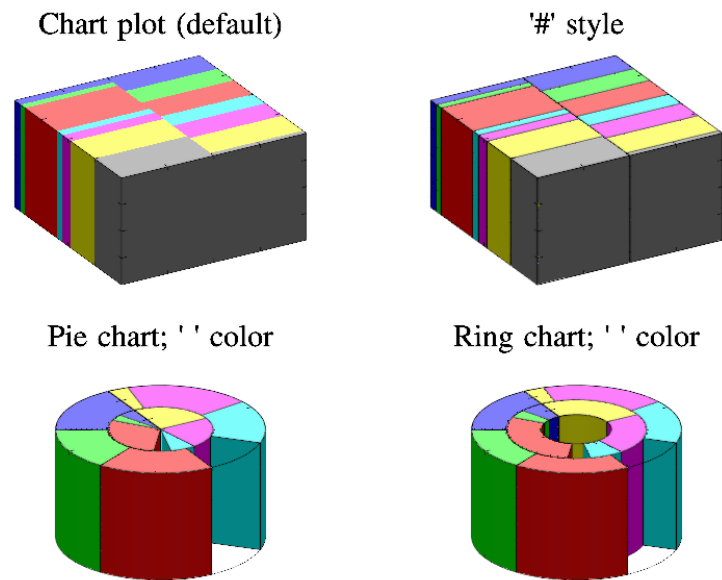 Chart plot (default)
'#' style
Pie chart; ' ' color
Ring chart; ' ' color